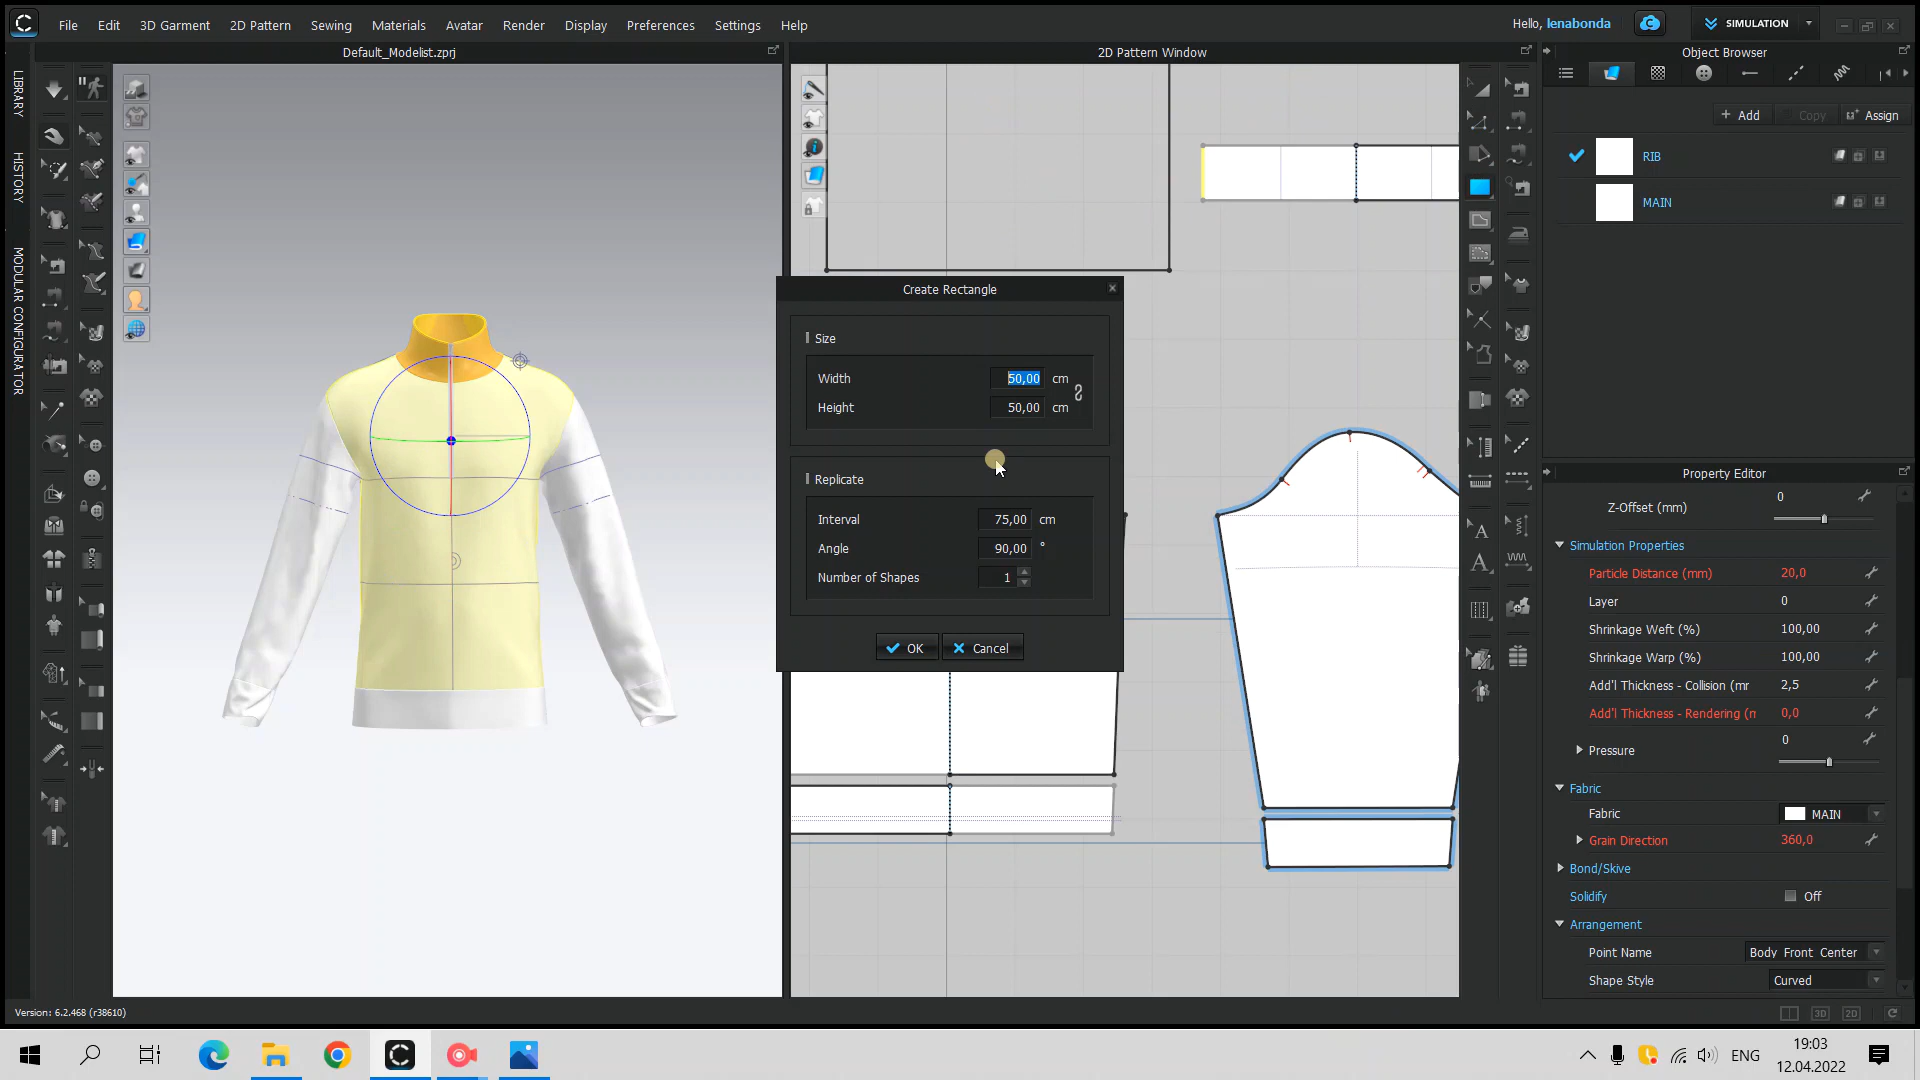 File Edit 3D Garment 2D Pattern Sewing Materials Avatar Render Display Preferences Settings Help
Hello, lenabonda
SIMULATION
Default_Modelist.zprj
2D Pattern Window
Object Browser
LIBRARY
HISTORY
MODULAR CONFIGURATOR
+ Add Copy Assign
RIB
MAIN
Create Rectangle
Size
Width 50,00 cm
Height 50,00 cm
Replicate
Interval 75,00 cm
Angle 90,00 °
Number of Shapes 1
OK Cancel
Property Editor
Z-Offset (mm) 0
Simulation Properties
Particle Distance (mm) 20,0
Layer 0
Shrinkage Weft (%) 100,00
Shrinkage Warp (%) 100,00
Add'l Thickness - Collision (mr 2,5
Add'l Thickness - Rendering (n 0,0
Pressure 0
Fabric
Fabric MAIN
Grain Direction 360,0
Bond/Skive
Solidify Off
Arrangement
Point Name Body Front Center
Shape Style Curved
Version: 6.2.468 (r38610)
3D 2D
ENG
19:03
12.04.2022